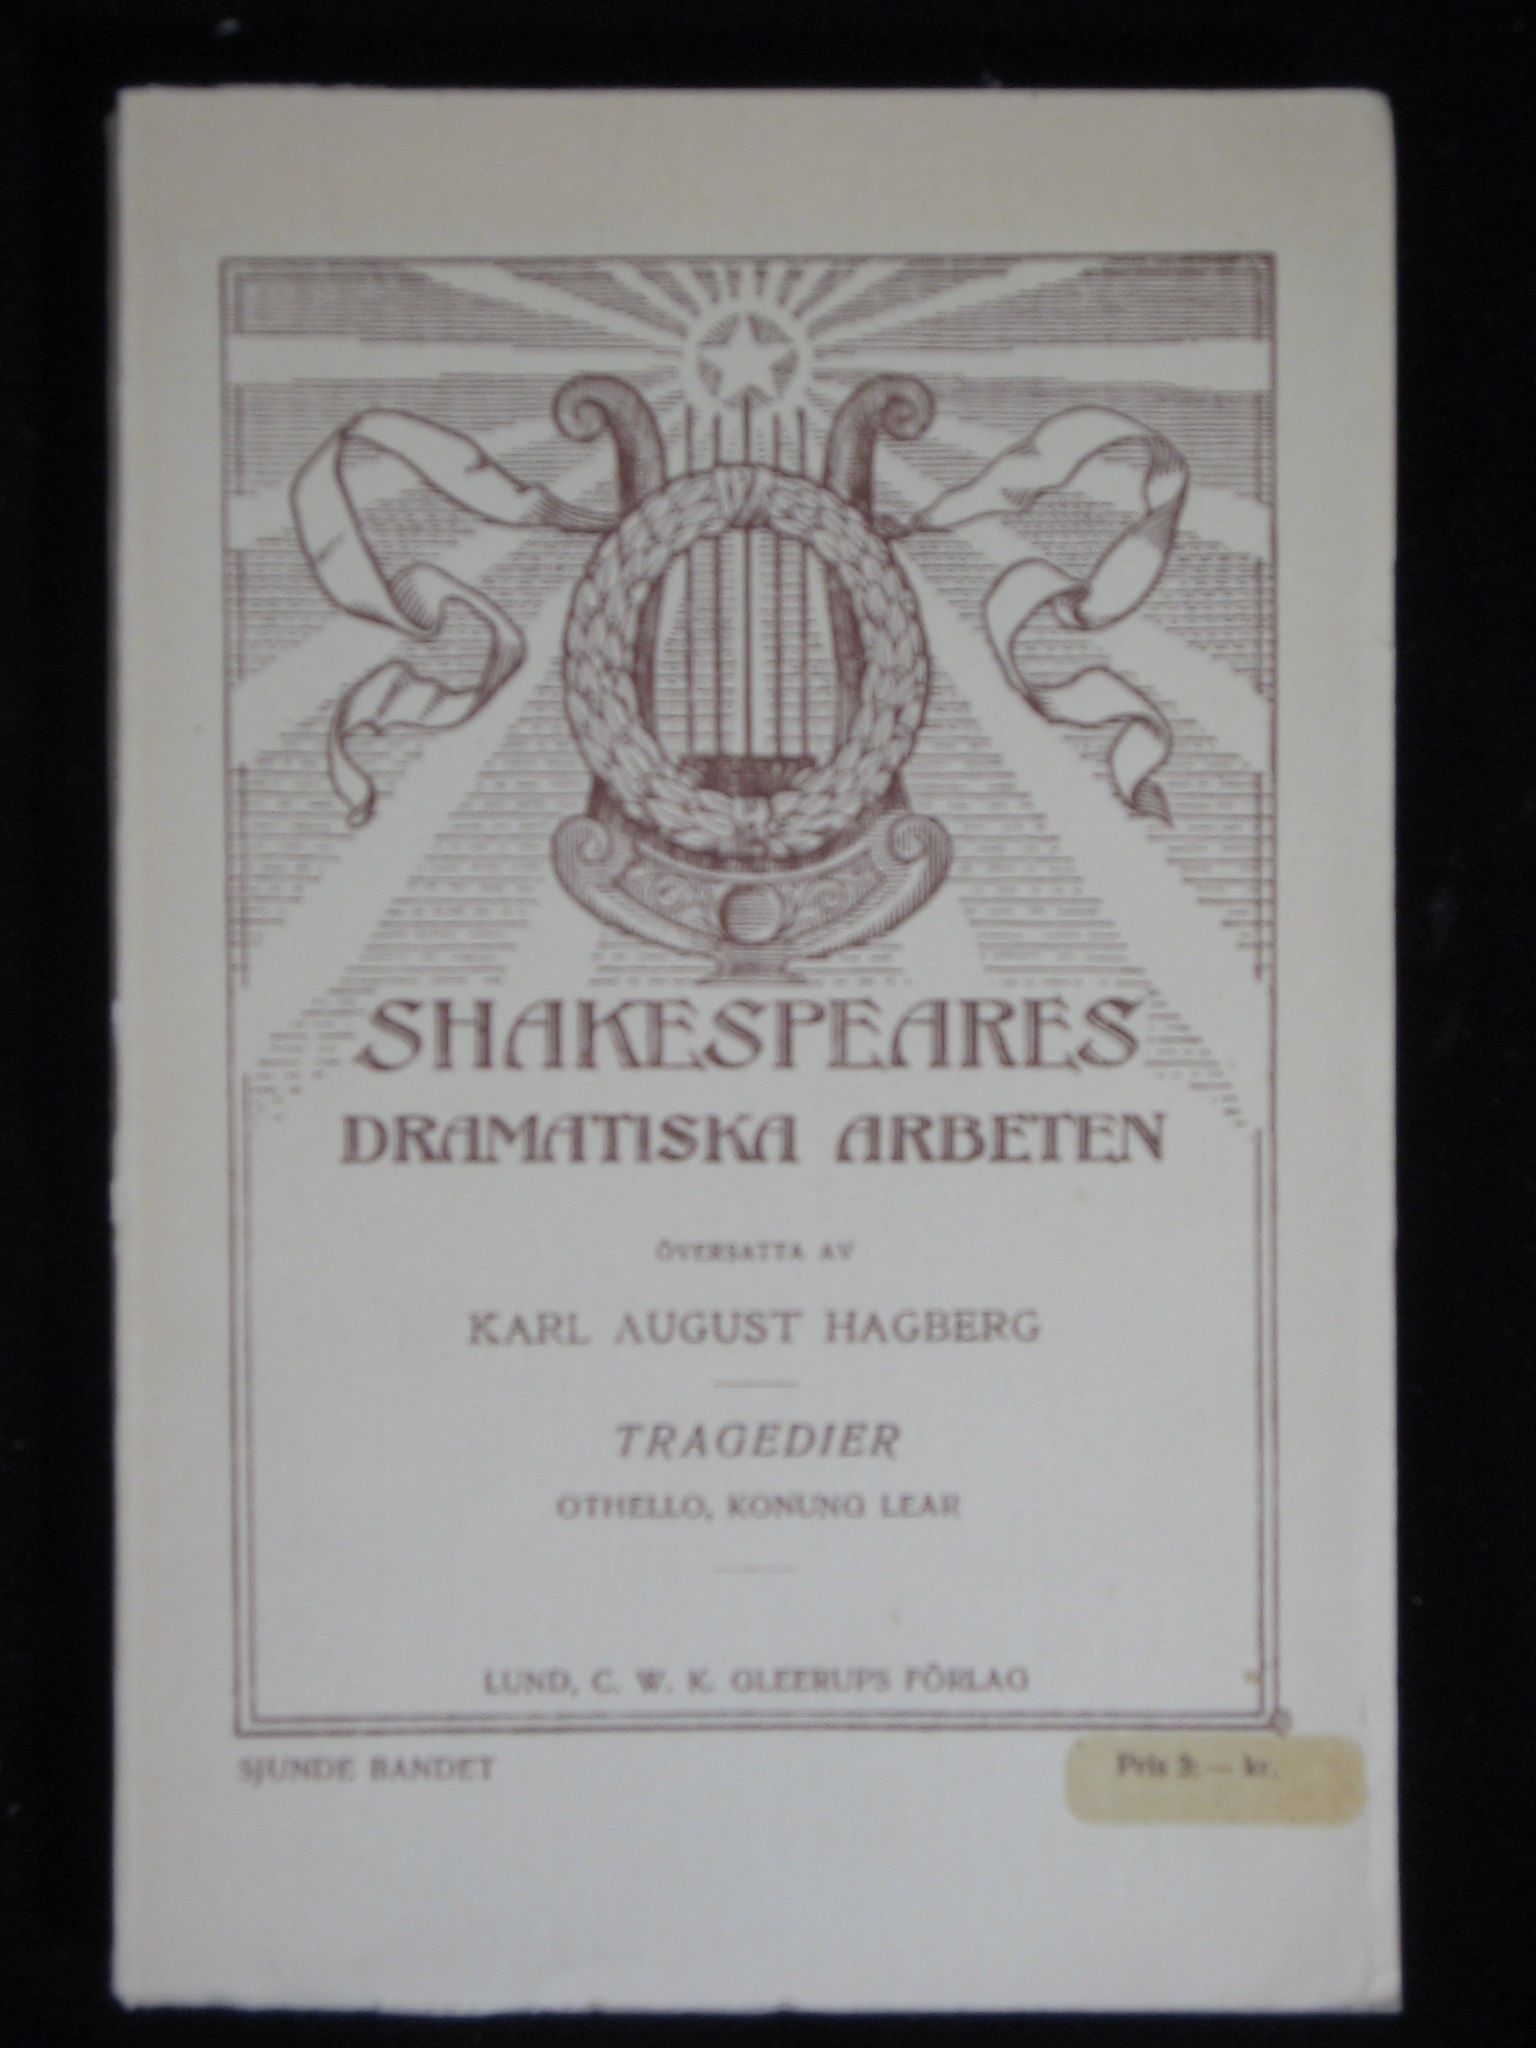 SHAKESPEARES
DRAMATISKA ARBETEN
ÖVERSATTA AV
KARL AUGUST HAGBERG
TRAGEDIER
OTHELLO, KONUNG LEAR
LUND, C. W. K. GLEERUPS FÖRLAG
SJUNDE BANDET
Pris 3: — kr.